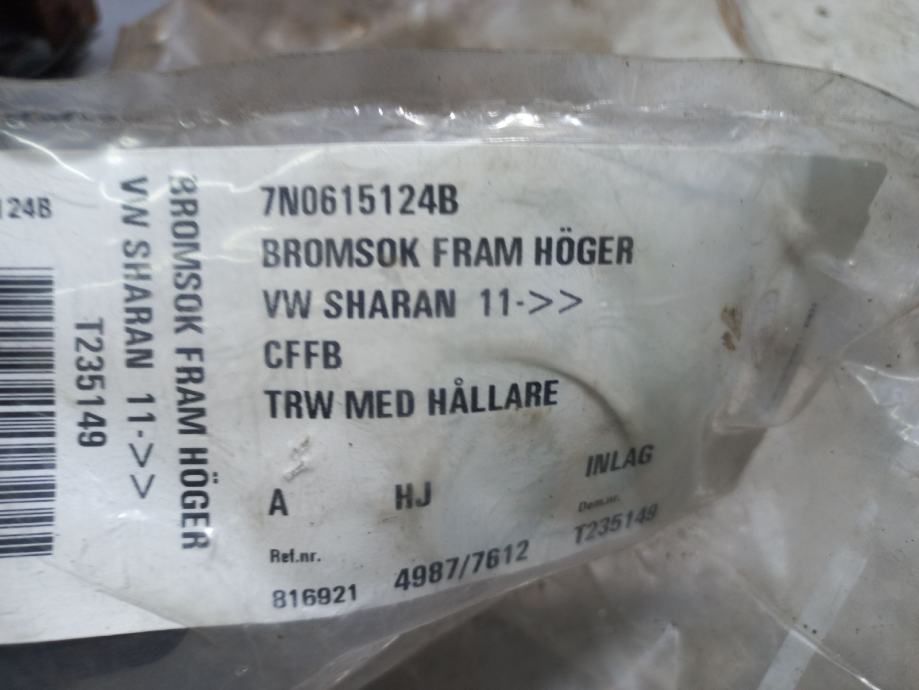 124B
T235149
VW SHARAN 11->>
BROMSOK FRAM HÖGER
7N0615124B
BROMSOK FRAM HÖGER
VW SHARAN 11->>
CFFB
TRW MED HÅLLARE
A HJ INLAG
Ref.nr. Dem.nr.
816921 4987/7612 T235149